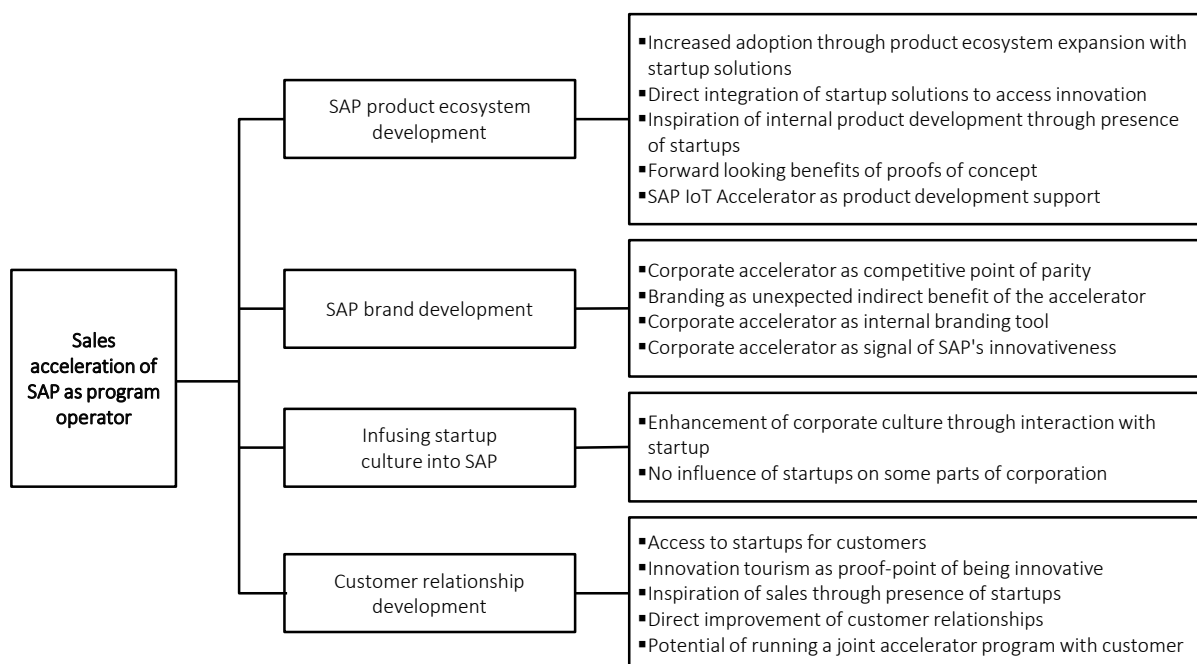 ▪Increased adoption through product ecosystem expansion with
startup solutions
▪Direct integration of startup solutions to access innovation
▪Inspiration of internal product development through presence
of startups
▪Forward looking benefits of proofs of concept
▪SAP IoT Accelerator as product development support
SAP product ecosystem
development
▪Corporate accelerator as competitive point of parity
▪Branding as unexpected indirect benefit of the accelerator
▪Corporate accelerator as internal branding tool
▪Corporate accelerator as signal of SAP's innovativeness
SAP brand development
Sales
acceleration of
SAP as program
operator
Infusing startup
culture into SAP
▪Enhancement of corporate culture through interaction with
startup
▪No influence of startups on some parts of corporation
Customer relationship
development
▪Access to startups for customers
▪Innovation tourism as proof-point of being innovative
▪Inspiration of sales through presence of startups
▪Direct improvement of customer relationships
▪Potential of running a joint accelerator program with customer